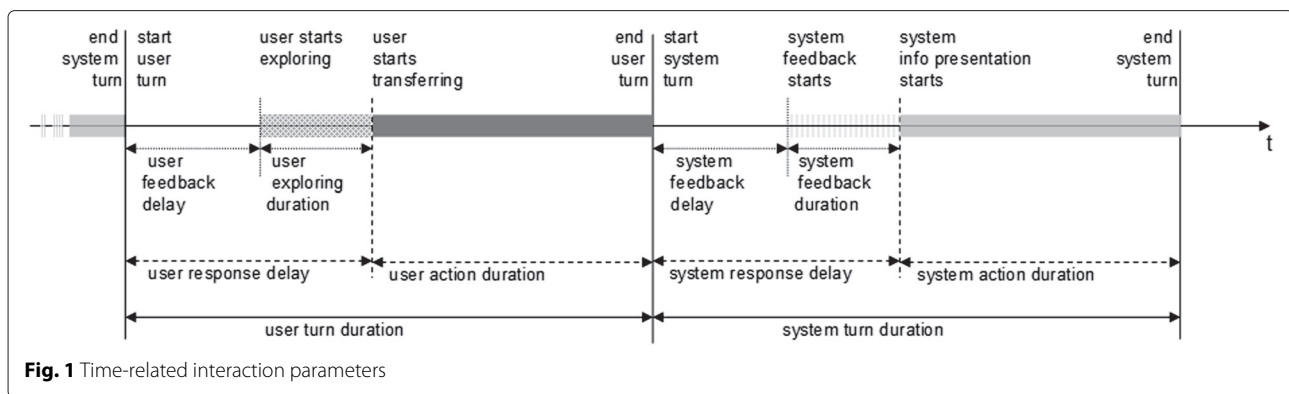 end system turn
start user turn
user starts exploring
user starts transferring
end user turn
start system turn
system feedback starts
system info presentation starts
end system turn
t
user feedback delay
user exploring duration
system feedback delay
system feedback duration
user response delay
user action duration
system response delay
system action duration
user turn duration
system turn duration
Fig. 1 Time-related interaction parameters